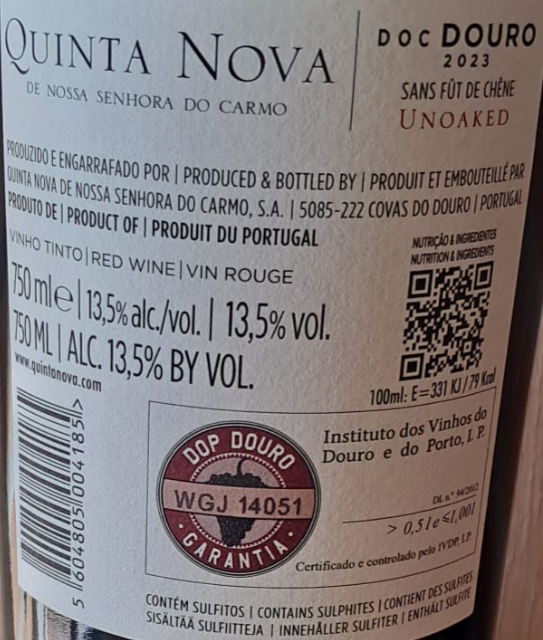 QUINTA NOVA
DE NOSSA SENHORA DO CARMO
DOC DOURO
2023
SANS FÛT DE CHÊNE
UNOAKED
PRODUZIDO E ENGARRAFADO POR | PRODUCED & BOTTLED BY | PRODUIT ET EMBOUTEILLÉ PAR
QUINTA NOVA DE NOSSA SENHORA DO CARMO, S.A. | 5085-222 COVAS DO DOURO | PORTUGAL
PRODUTO DE | PRODUCT OF | PRODUIT DU PORTUGAL
VINHO TINTO | RED WINE | VIN ROUGE
750 ml e | 13,5% alc./vol. | 13,5% vol.
750 ML | ALC. 13,5% BY VOL.
www.quintanova.com
NUTRIÇÃO & INGREDIENTES
NUTRITION & INGREDIENTS
100ml: E=331 KJ / 79 Kcal
5 604805 004185 >
DOP DOURO
WGJ 14051
· GARANTIA ·
Instituto dos Vinhos do
Douro e do Porto, I. P.
DL n.º 94/2012
> 0,5 l e ≤ 1,00 l
Certificado e controlado pelo IVDP, I.P.
CONTÉM SULFITOS | CONTAINS SULPHITES | CONTIENT DES SULFITES
SISÄLTÄÄ SULFIITTEJA | INNEHÅLLER SULFITER | ENTHÄLT SULFITE